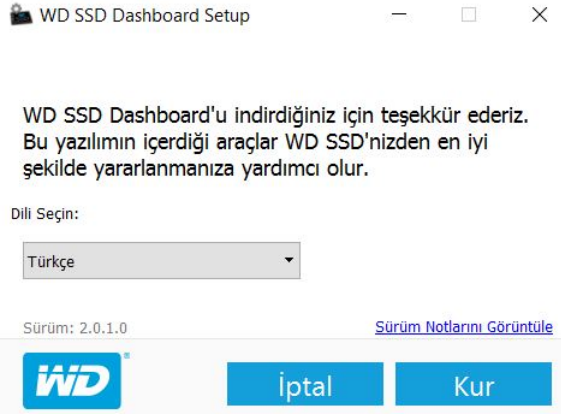 WD SSD Dashboard Setup
WD SSD Dashboard'u indirdiğiniz için teşekkür ederiz.
Bu yazılımın içerdiği araçlar WD SSD'nizden en iyi
şekilde yararlanmanıza yardımcı olur.
Dili Seçin:
Türkçe
Sürüm: 2.0.1.0
Sürüm Notlarını Görüntüle
WD®
İptal
Kur